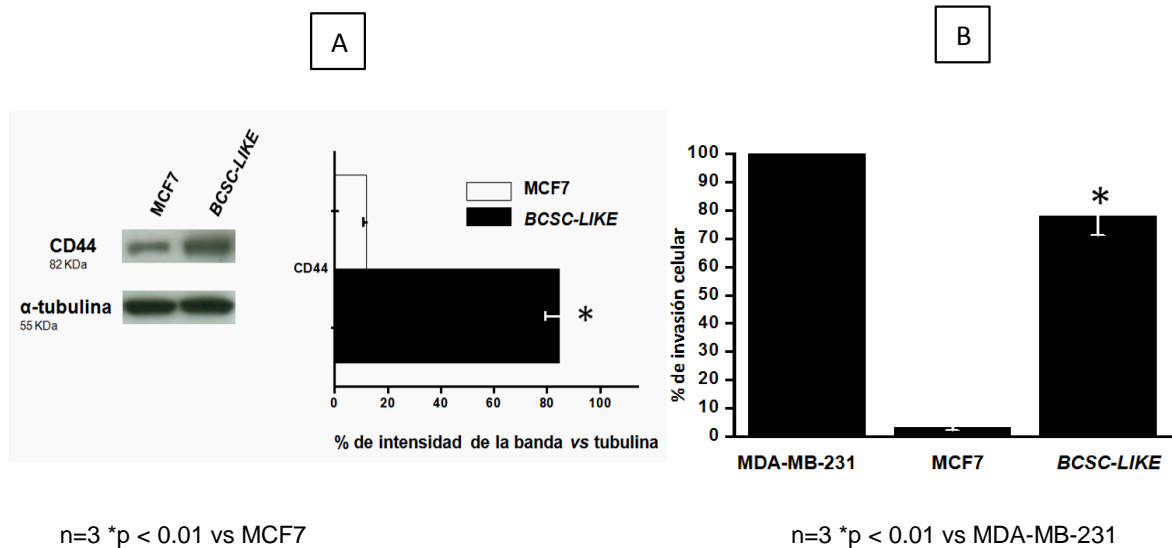 A
MCF7
BCSC-LIKE
CD44
82 KDa
α-tubulina
55 KDa
MCF7
BCSC-LIKE
CD44
0 20 40 60 80 100
*
% de intensidad de la banda vs tubulina
n=3 *p < 0.01 vs MCF7
B
% de invasión celular
100
90
80
70
60
50
40
30
20
10
0
*
MDA-MB-231 MCF7 BCSC-LIKE
n=3 *p < 0.01 vs MDA-MB-231